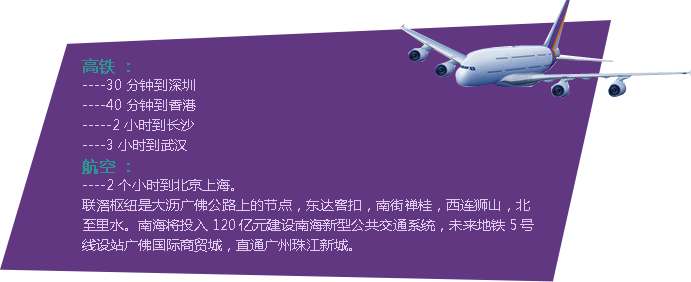 高铁 ：
----30 分钟到深圳
----40 分钟到香港
-----2 小时到长沙
----3 小时到武汉
航空 ：
----2 个小时到北京上海。
联滘枢纽是大沥广佛公路上的节点，东达窖扣，南街禅桂，西连狮山，北
至里水。南海将投入 120 亿元建设南海新型公共交通系统，未来地铁 5 号
线设站广佛国际商贸城，直通广州珠江新城。